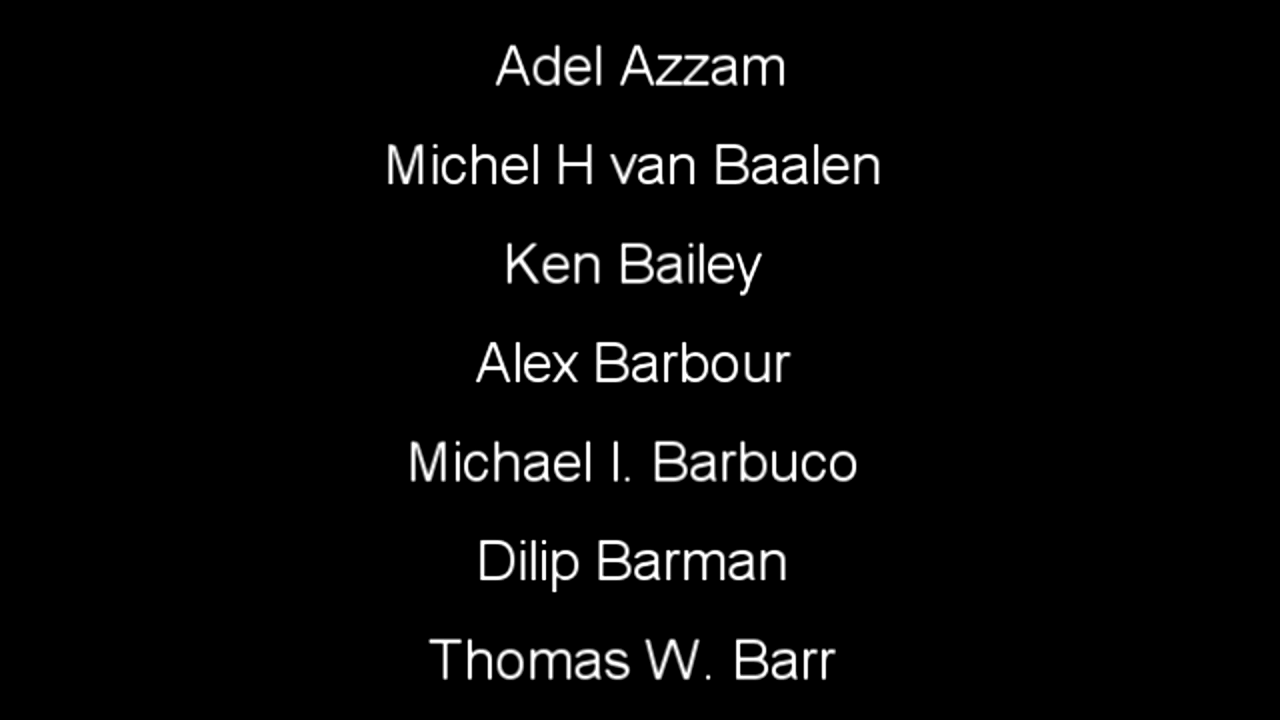 Adel Azzam
Michel H van Baalen
Ken Bailey
Alex Barbour
Michael I. Barbuco
Dilip Barman
Thomas W. Barr